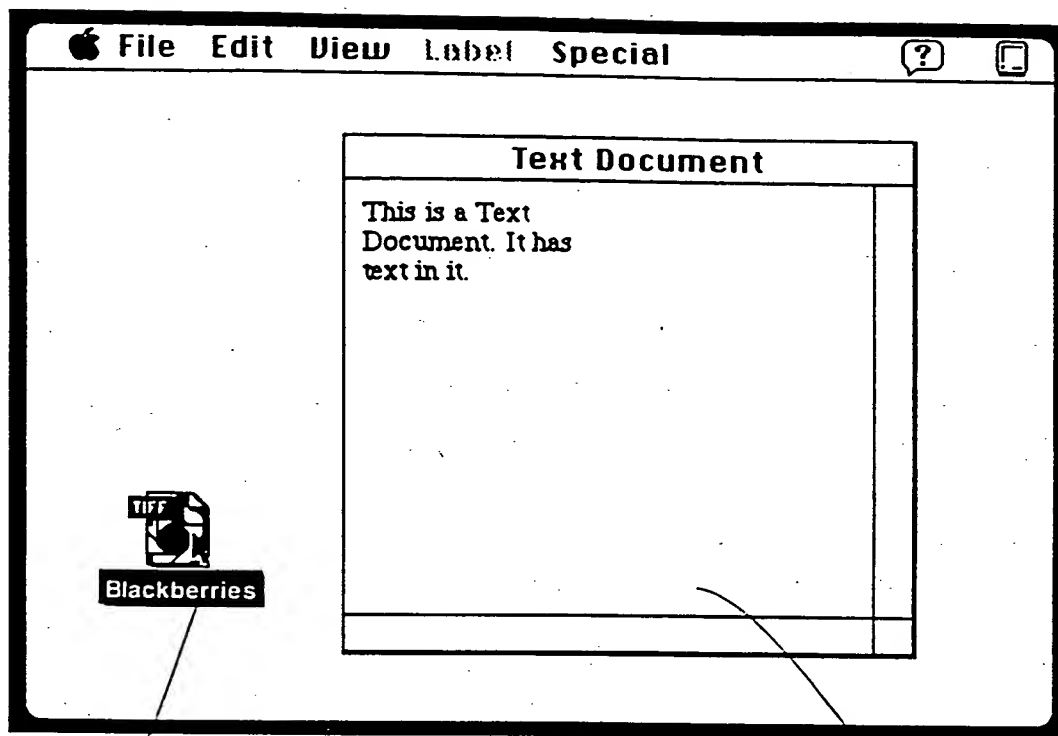 File Edit View Label Special ?
Text Document
This is a Text
Document. It has
text in it.
TIFF
Blackberries